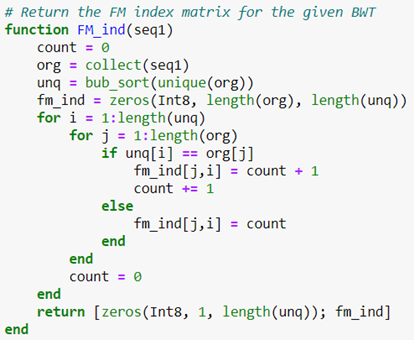 # Return the FM index matrix for the given BWT
function FM_ind(seq1)
    count = 0
    org = collect(seq1)
    unq = bub_sort(unique(org))
    fm_ind = zeros(Int8, length(org), length(unq))
    for i = 1:length(unq)
        for j = 1:length(org)
            if unq[i] == org[j]
                fm_ind[j,i] = count + 1
                count += 1
            else
                fm_ind[j,i] = count
            end
        end
        count = 0
    end
    return [zeros(Int8, 1, length(unq)); fm_ind]
end